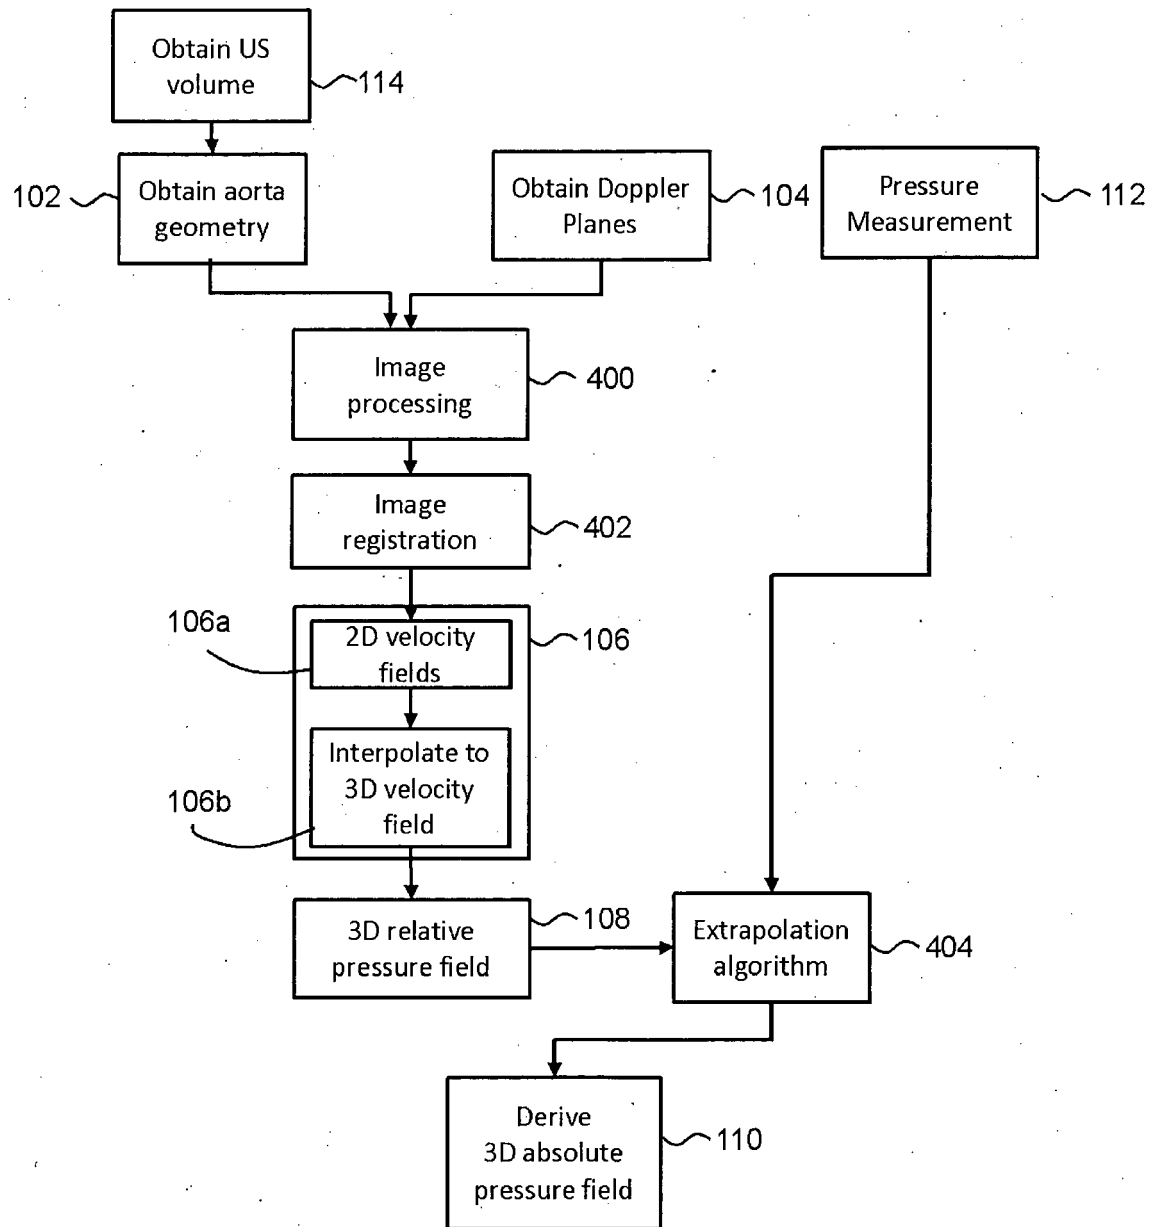 Obtain US
volume
114
102
Obtain aorta
geometry
Obtain Doppler
Planes
104
Pressure
Measurement
112
Image
processing
400
Image
registration
402
106a
2D velocity
fields
106
Interpolate to
3D velocity
field
106b
3D relative
pressure field
108
Extrapolation
algorithm
404
Derive
3D absolute
pressure field
110